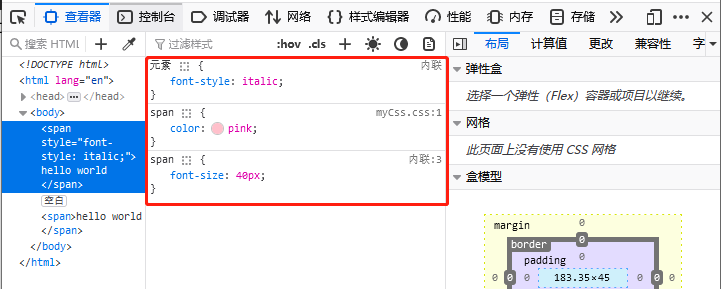 查看器 控制台 调试器 网络 样式编辑器 性能 内存 存储
搜索 HTML
过滤样式 :hov .cls
布局 计算值 更改 兼容性 字
<!DOCTYPE html>
<html lang="en">
<head> </head>
<body>
<span
style="font-
style: italic;">
hello world
</span>
空白
<span>hello world
</span>
</body>
</html>
元素 { 内联
font-style: italic;
}
span { myCss.css:1
color: pink;
}
span { 内联:3
font-size: 40px;
}
弹性盒
选择一个弹性（Flex）容器或项目以继续。
网格
此页面上没有使用 CSS 网格
盒模型
margin 0
border 0
padding 0
0 0 0 183.35×45 0 0 0